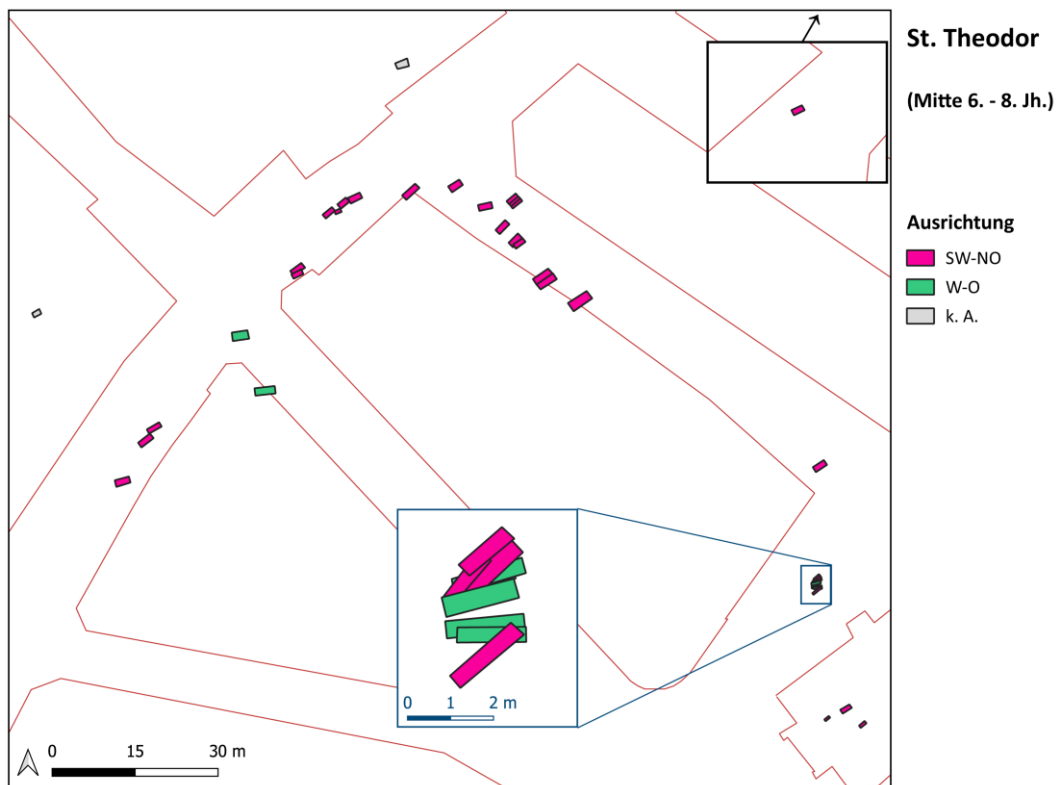 St. Theodor
(Mitte 6. - 8. Jh.)
Ausrichtung
SW-NO
W-O
k. A.
0 1 2 m
0 15 30 m